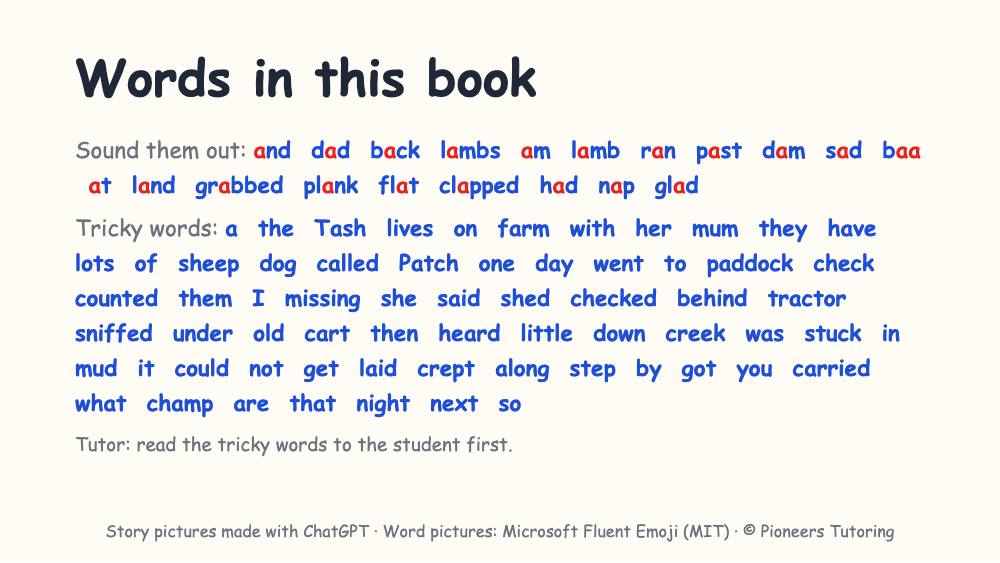 Words in this book
Sound them out: and dad back lambs am lamb ran past dam sad baa
at land grabbed plank flat clapped had nap glad
Tricky words: a the Tash lives on farm with her mum they have
lots of sheep dog called Patch one day went to paddock check
counted them I missing she said shed checked behind tractor
sniffed under old cart then heard little down creek was stuck in
mud it could not get laid crept along step by got you carried
what champ are that night next so
Tutor: read the tricky words to the student first.
Story pictures made with ChatGPT · Word pictures: Microsoft Fluent Emoji (MIT) · © Pioneers Tutoring